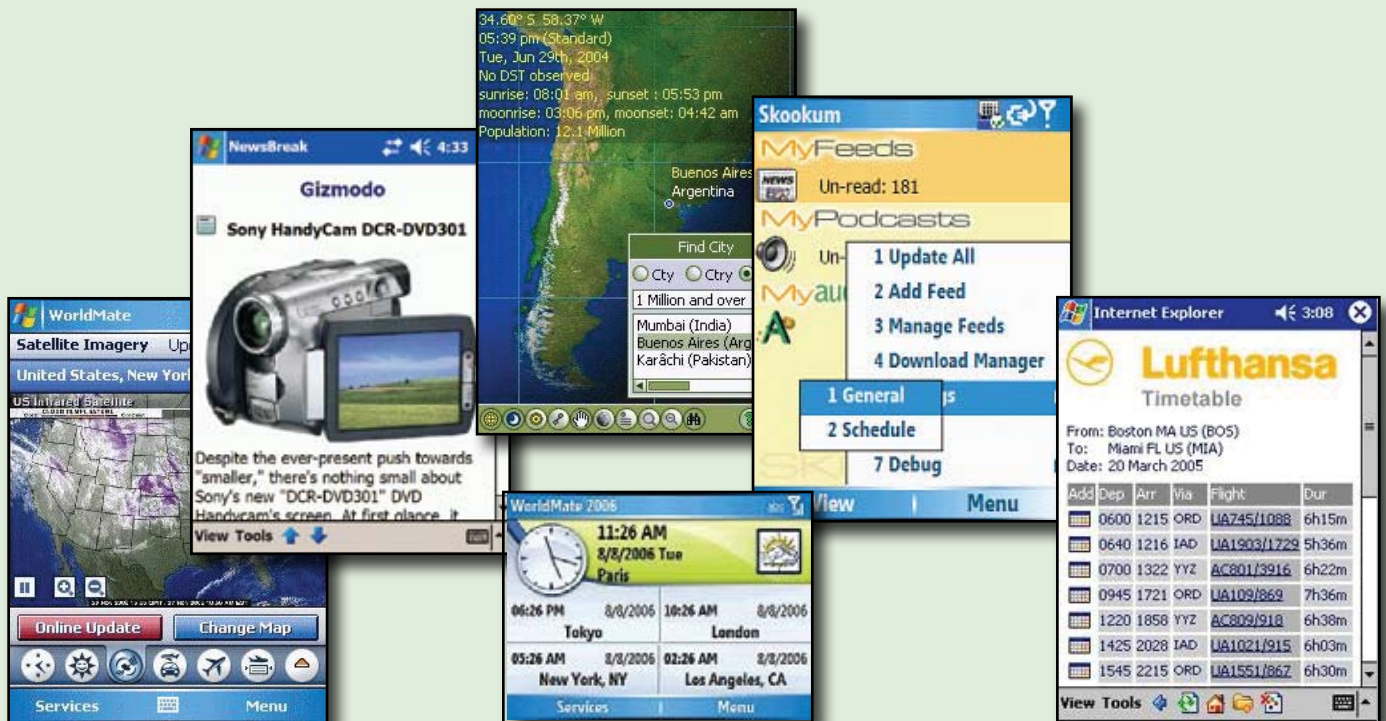 34.60° S 58.37° W
05:39 pm (Standard)
Tue, Jun 29th, 2004
No DST observed
sunrise: 08:01 am, sunset : 05:53 pm
moonrise: 03:06 pm, moonset: 04:42 am
Population: 12.1 Million
Buenos Aires
Argentina
Find City
Cty Ctry
1 Million and over
Mumbai (India)
Buenos Aires (Arg
Karâchi (Pakistan)
NewsBreak 4:33
Gizmodo
Sony HandyCam DCR-DVD301
Despite the ever-present push towards
"smaller," there's nothing small about
Sony's new "DCR-DVD301" DVD
Handycam's screen. At first glance, it
View Tools
Skookum
MyFeeds
Un-read: 181
MyPodcasts
Un-
Myau
1 Update All
2 Add Feed
3 Manage Feeds
4 Download Manager
gs
1 General
2 Schedule
7 Debug
View Menu
WorldMate
Satellite Imagery Up
United States, New Yor
US Infrared Satellite
Online Update Change Map
Services Menu
WorldMate 2006
11:26 AM
8/8/2006 Tue
Paris
06:26 PM 8/8/2006 10:26 AM 8/8/2006
Tokyo London
05:26 AM 8/8/2006 02:26 AM 8/8/2006
New York, NY Los Angeles, CA
Services Menu
Internet Explorer 3:08
Lufthansa
Timetable
From: Boston MA US (BOS)
To: Miami FL US (MIA)
Date: 20 March 2005
Add Dep Arr Via Flight Dur
0600 1215 ORD UA745/1088 6h15m
0640 1216 IAD UA1903/1729 5h36m
0700 1322 YYZ AC801/3916 6h22m
0945 1721 ORD UA109/869 7h36m
1220 1858 YYZ AC809/918 6h38m
1425 2028 IAD UA1021/915 6h03m
1545 2215 ORD UA1551/867 6h30m
View Tools